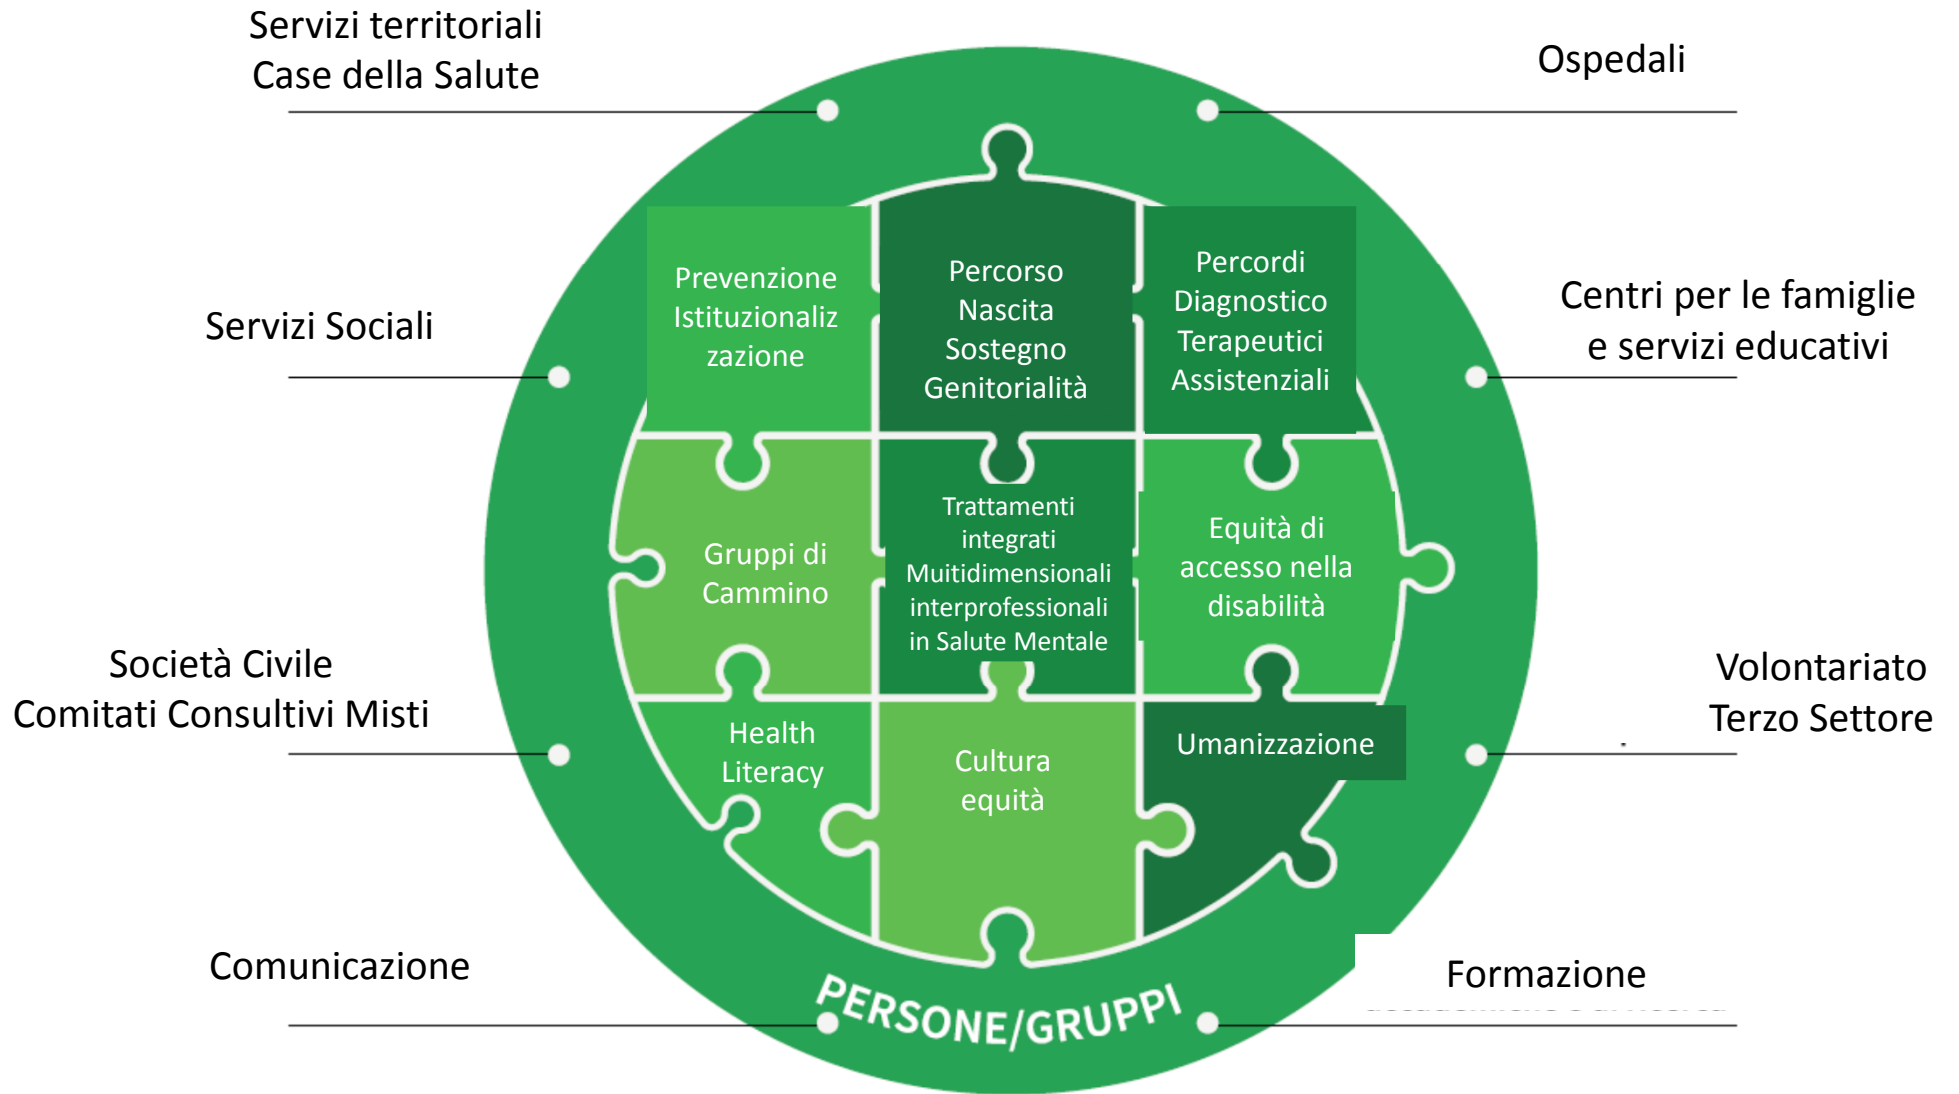 Servizi territoriali
Case della Salute
Ospedali
Servizi Sociali
Centri per le famiglie
e servizi educativi
Società Civile
Comitati Consultivi Misti
Volontariato
Terzo Settore
Comunicazione
Formazione
Prevenzione
Istituzionaliz
zazione
Percorso
Nascita
Sostegno
Genitorialità
Percordi
Diagnostico
Terapeutici
Assistenziali
Gruppi di
Cammino
Trattamenti
integrati
Muitidimensionali
interprofessionali
in Salute Mentale
Equità di
accesso nella
disabilità
Health
Literacy
Cultura
equità
Umanizzazione
PERSONE/GRUPPI